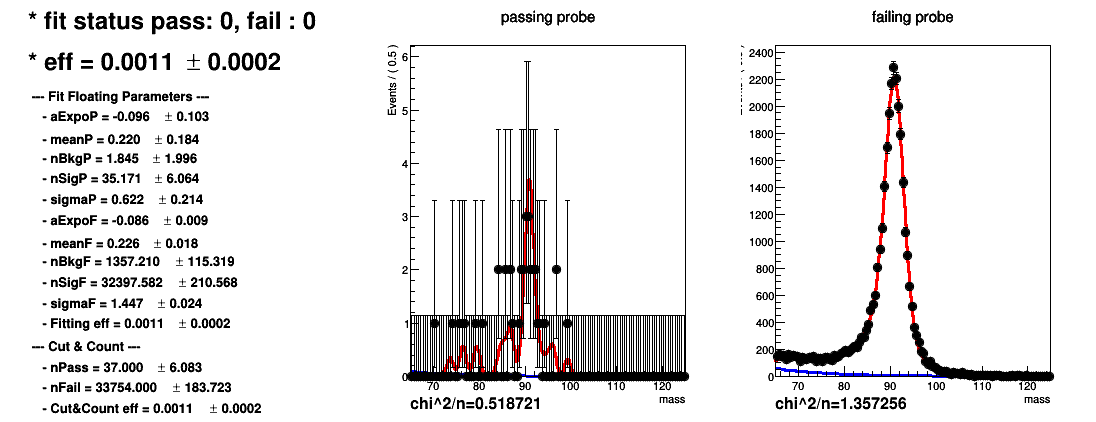 * fit status pass: 0, fail : 0
* eff = 0.0011 ± 0.0002
--- Fit Floating Parameters ---
- aExpoP = -0.096 ± 0.103
- meanP = 0.220 ± 0.184
- nBkgP = 1.845 ± 1.996
- nSigP = 35.171 ± 6.064
- sigmaP = 0.622 ± 0.214
- aExpoF = -0.086 ± 0.009
- meanF = 0.226 ± 0.018
- nBkgF = 1357.210 ± 115.319
- nSigF = 32397.582 ± 210.568
- sigmaF = 1.447 ± 0.024
- Fitting eff = 0.0011 ± 0.0002
--- Cut & Count ---
- nPass = 37.000 ± 6.083
- nFail = 33754.000 ± 183.723
- Cut&Count eff = 0.0011 ± 0.0002
passing probe
Events / ( 0.5 )
6
5
4
3
2
1
0
70 80 90 100 110 120
mass
chi^2/n=0.518721
failing probe
2400
2200
2000
1800
1600
1400
1200
1000
800
600
400
200
0
70 80 90 100 110 120
mass
chi^2/n=1.357256